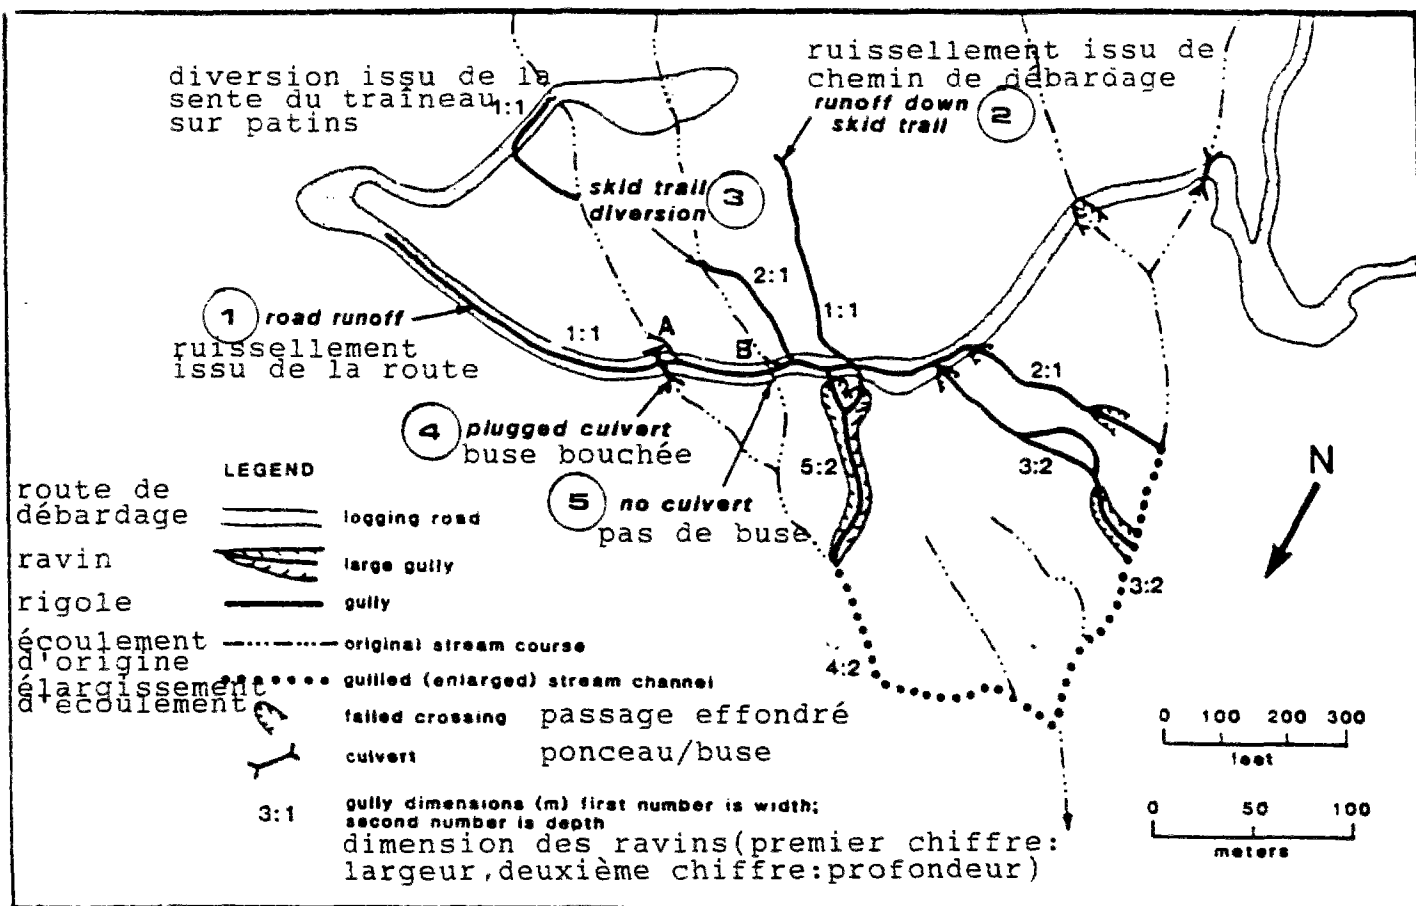 diversion issu de la
sente du traîneau
sur patins
1:1
ruissellement issu de
chemin de débardage
runoff down
skid trail
2
skid trail
diversion
3
2:1
1:1
1 road runoff
ruissellement
issu de la route
1:1
A
B
4 plugged culvert
buse bouchée
5 no culvert
pas de buse
5:2
2:1
3:2
3:2
4:2
N
LEGEND
route de
débardage
logging road
ravin
large gully
rigole
gully
écoulement
d'origine
original stream course
élargissement
d'écoulement
gullied (enlarged) stream channel
failed crossing passage effondré
culvert ponceau/buse
3:1 gully dimensions (m) first number is width;
second number is depth
dimension des ravins(premier chiffre:
largeur,deuxième chiffre:profondeur)
0 100 200 300
feet
0 50 100
meters